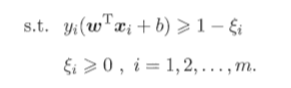 s.t. yᵢ(wᵀxᵢ + b) ⩾ 1 − ξᵢ
ξᵢ ⩾ 0 , i = 1, 2, . . . , m.